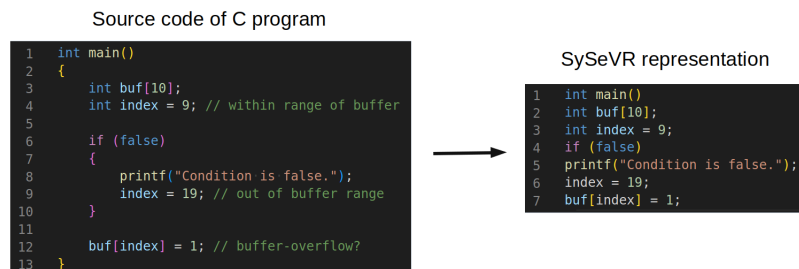 Source code of C program
1 int main()
2 {
3 int buf[10];
4 int index = 9; // within range of buffer
5
6 if (false)
7 {
8 printf("Condition is false.");
9 index = 19; // out of buffer range
10 }
11
12 buf[index] = 1; // buffer-overflow?
13 }
SySeVR representation
1 int main()
2 int buf[10];
3 int index = 9;
4 if (false)
5 printf("Condition is false.");
6 index = 19;
7 buf[index] = 1;